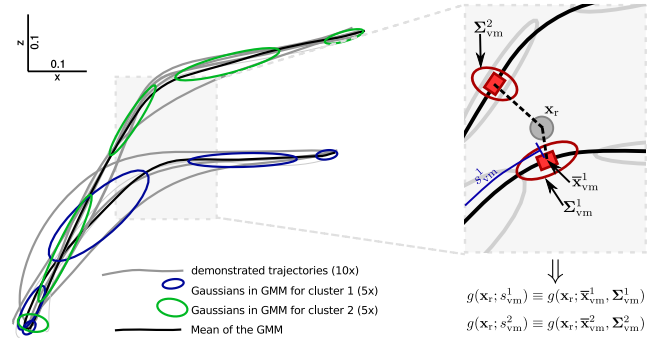 z
0.1
0.1
x
Σ²vm
xr
s¹vm
x̅¹vm
Σ¹vm
demonstrated trajectories (10x)
Gaussians in GMM for cluster 1 (5x)
Gaussians in GMM for cluster 2 (5x)
Mean of the GMM
⇓
g(xr; s¹vm) ≡ g(xr; x̅¹vm, Σ¹vm)
g(xr; s²vm) ≡ g(xr; x̅²vm, Σ²vm)